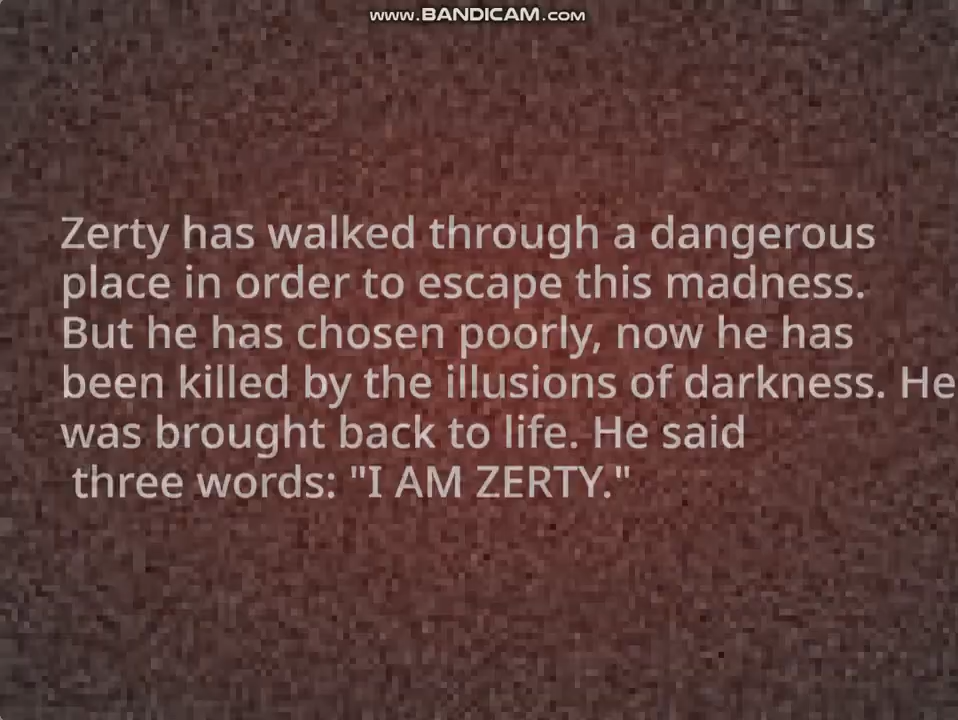 www.BANDICAM.com
Zerty has walked through a dangerous
place in order to escape this madness.
But he has chosen poorly, now he has
been killed by the illusions of darkness. He
was brought back to life. He said
three words: "I AM ZERTY."